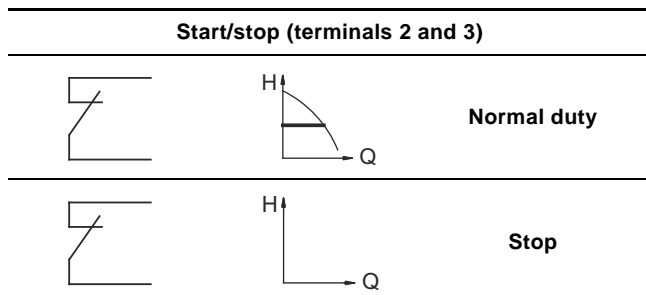 Start/stop (terminals 2 and 3)
H
Q
Normal duty
H
Q
Stop